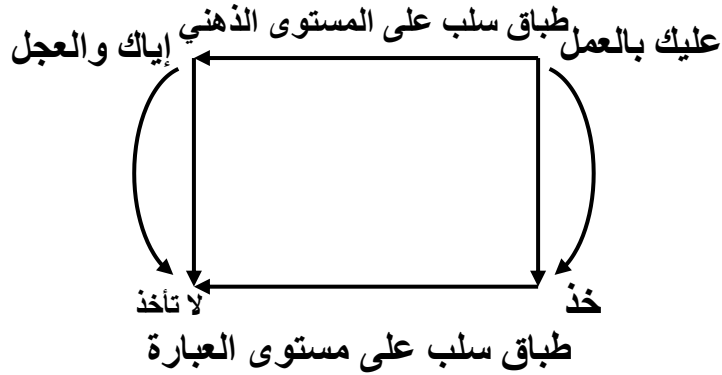 طباق سلب على المستوى الذهني
عليك بالعمل
إياك والعجل
خذ
لا تأخذ
طباق سلب على مستوى العبارة